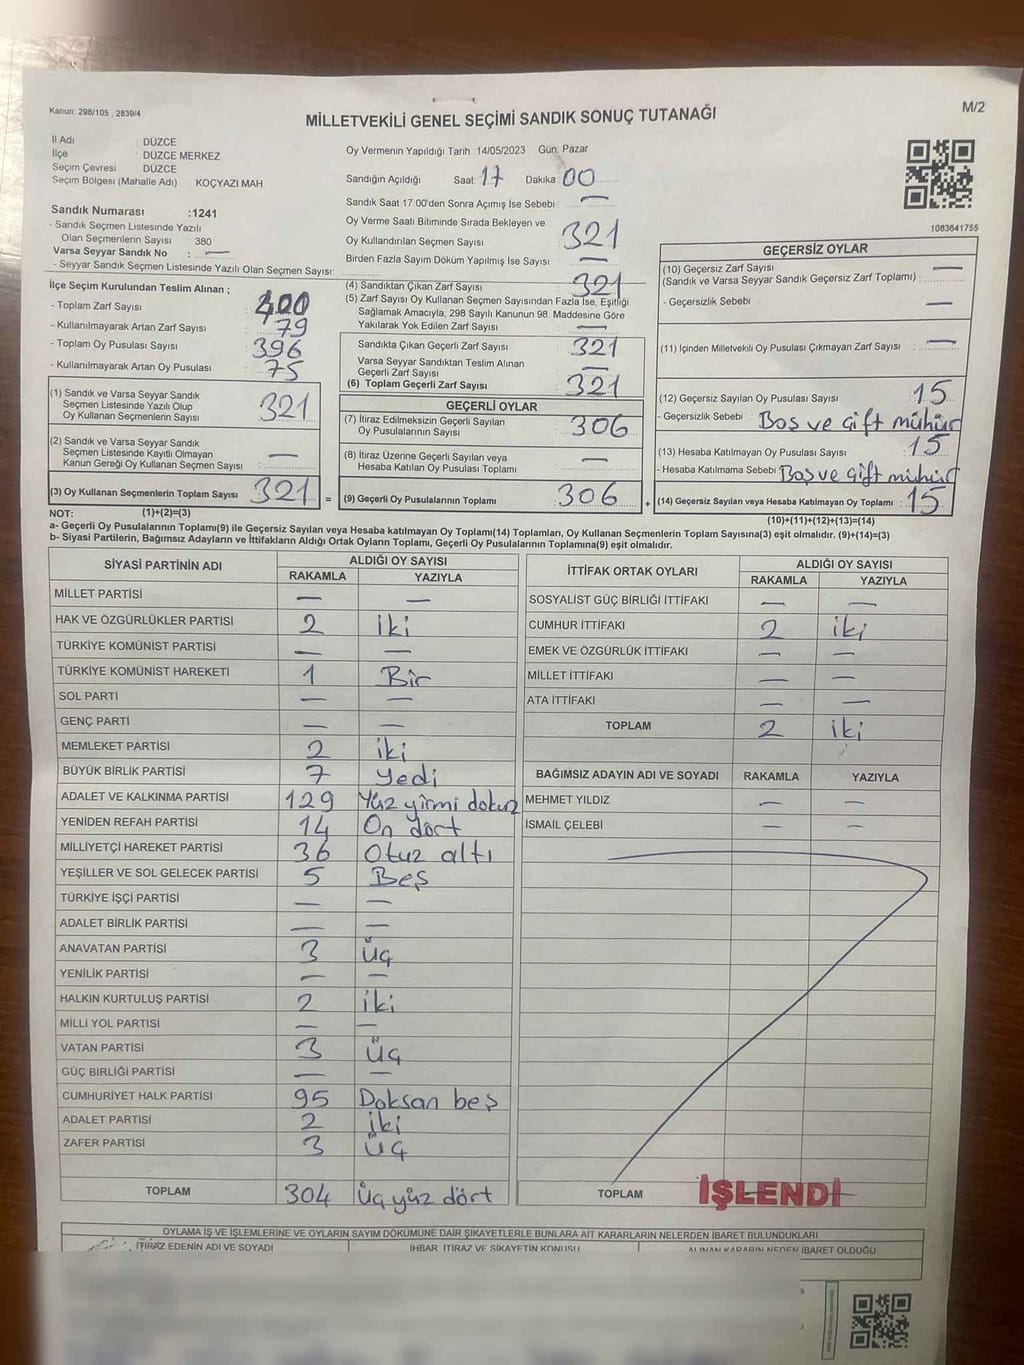 Kanun: 298/105 , 2839/4
M/2
MİLLETVEKİLİ GENEL SEÇİMİ SANDIK SONUÇ TUTANAĞI
İl Adı : DÜZCE
İlçe DÜZCE MERKEZ
Seçim Çevresi : DÜZCE
Seçim Bölgesi (Mahalle Adı) : KOÇYAZI MAH
Oy Vermenin Yapıldığı Tarih 14/05/2023 Gün: Pazar
Sandığın Açıldığı Saat: 17 Dakika: 00
Sandık Saat 17.00'den Sonra Açımış İse Sebebi : —
Oy Verme Saati Bitiminde Sırada Bekleyen ve
Oy Kullandırılan Seçmen Sayısı 321
Birden Fazla Sayım Döküm Yapılmış İse Sayısı : —
1083641755
Sandık Numarası :1241
- Sandık Seçmen Listesinde Yazılı
Olan Seçmenlerin Sayısı : 380
Varsa Seyyar Sandık No : —
- Seyyar Sandık Seçmen Listesinde Yazılı Olan Seçmen Sayısı:
İlçe Seçim Kurulundan Teslim Alınan ;
- Toplam Zarf Sayısı : 400
- Kullanılmayarak Artan Zarf Sayısı : 79
- Toplam Oy Pusulası Sayısı : 396
- Kullanılmayarak Artan Oy Pusulası : 75
(4) Sandıktan Çıkan Zarf Sayısı : 321
(5) Zarf Sayısı Oy Kullanan Seçmen Sayısından Fazla İse, Eşitliği
Sağlamak Amacıyla; 298 Sayılı Kanunun 98. Maddesine Göre
Yakılarak Yok Edilen Zarf Sayısı : —
Sandıkta Çıkan Geçerli Zarf Sayısı : 321
Varsa Seyyar Sandıktan Teslim Alınan
Geçerli Zarf Sayısı : —
(6) Toplam Geçerli Zarf Sayısı : 321
GEÇERSİZ OYLAR
(10) Geçersiz Zarf Sayısı —
(Sandık ve Varsa Seyyar Sandık Geçersiz Zarf Toplamı) :
- Geçersizlik Sebebi : —
(11) İçinden Milletvekili Oy Pusulası Çıkmayan Zarf Sayısı : —
(12) Geçersiz Sayılan Oy Pusulası Sayısı : 15
- Geçersizlik Sebebi : Boş ve Çift mühür
(13) Hesaba Katılmayan Oy Pusulası Sayısı : 15
- Hesaba Katılmama Sebebi : Boş ve Çift mühür
(14) Geçersiz Sayılan veya Hesaba Katılmayan Oy Toplamı : 15
(10)+(11)+(12)+(13)=(14)
(1) Sandık ve Varsa Seyyar Sandık
Seçmen Listesinde Yazılı Olup
Oy Kullanan Seçmenlerin Sayısı 321
(2) Sandık ve Varsa Seyyar Sandık
Seçmen Listesinde Kayıtlı Olmayan
Kanun Gereği Oy Kullanan Seçmen Sayısı : —
(3) Oy Kullanan Seçmenlerin Toplam Sayısı 321 =
GEÇERLİ OYLAR
(7) İtiraz Edilmeksizin Geçerli Sayılan
Oy Pusulalarının Sayısı : 306
(8) İtiraz Üzerine Geçerli Sayılan veya
Hesaba Katılan Oy Pusulası Toplamı : —
(9) Geçerli Oy Pusulalarının Toplamı : 306 +
NOT: (1)+(2)=(3)
a- Geçerli Oy Pusulalarının Toplamı(9) ile Geçersiz Sayılan veya Hesaba katılmayan Oy Toplamı(14) Toplamları, Oy Kullanan Seçmenlerin Toplam Sayısına(3) eşit olmalıdır. (9)+(14)=(3)
b- Siyasi Partilerin, Bağımsız Adayların ve İttifakların Aldığı Ortak Oyların Toplamı, Geçerli Oy Pusulalarının Toplamına(9) eşit olmalıdır.
SİYASİ PARTİNİN ADI ALDIĞI OY SAYISI
RAKAMLA YAZIYLA
MİLLET PARTİSİ — —
HAK VE ÖZGÜRLÜKLER PARTİSİ 2 iki
TÜRKİYE KOMÜNİST PARTİSİ — —
TÜRKİYE KOMÜNİST HAREKETİ 1 Bir
SOL PARTİ — —
GENÇ PARTİ — —
MEMLEKET PARTİSİ 2 iki
BÜYÜK BİRLİK PARTİSİ 7 yedi
ADALET VE KALKINMA PARTİSİ 129 Yüz yirmi dokuz
YENİDEN REFAH PARTİSİ 14 On dört
MİLLİYETÇİ HAREKET PARTİSİ 36 Otuz altı
YEŞİLLER VE SOL GELECEK PARTİSİ 5 Beş
TÜRKİYE İŞÇİ PARTİSİ — —
ADALET BİRLİK PARTİSİ — —
ANAVATAN PARTİSİ 3 üç
YENİLİK PARTİSİ — —
HALKIN KURTULUŞ PARTİSİ 2 iki
MİLLİ YOL PARTİSİ — —
VATAN PARTİSİ 3 üç
GÜÇ BİRLİĞİ PARTİSİ — —
CUMHURİYET HALK PARTİSİ 95 Doksan beş
ADALET PARTİSİ 2 iki
ZAFER PARTİSİ 3 üç
TOPLAM 304 üç yüz dört
İTTİFAK ORTAK OYLARI ALDIĞI OY SAYISI
RAKAMLA YAZIYLA
SOSYALİST GÜÇ BİRLİĞİ İTTİFAKI — —
CUMHUR İTTİFAKI 2 iki
EMEK VE ÖZGÜRLÜK İTTİFAKI — —
MİLLET İTTİFAKI — —
ATA İTTİFAKI — —
TOPLAM 2 iki
BAĞIMSIZ ADAYIN ADI VE SOYADI RAKAMLA YAZIYLA
MEHMET YILDIZ — —
İSMAİL ÇELEBİ — —
TOPLAM İŞLENDİ
OYLAMA İŞ VE İŞLEMLERİNE VE OYLARIN SAYIM DÖKÜMÜNE DAİR ŞİKAYETLERLE BUNLARA AİT KARARLARIN NELERDEN İBARET BULUNDUKLARI
İTİRAZ EDENİN ADI VE SOYADI İHBAR, İTİRAZ VE ŞİKAYETİN KONUSU ALINAN KARARIN NEDEN İBARET OLDUĞU